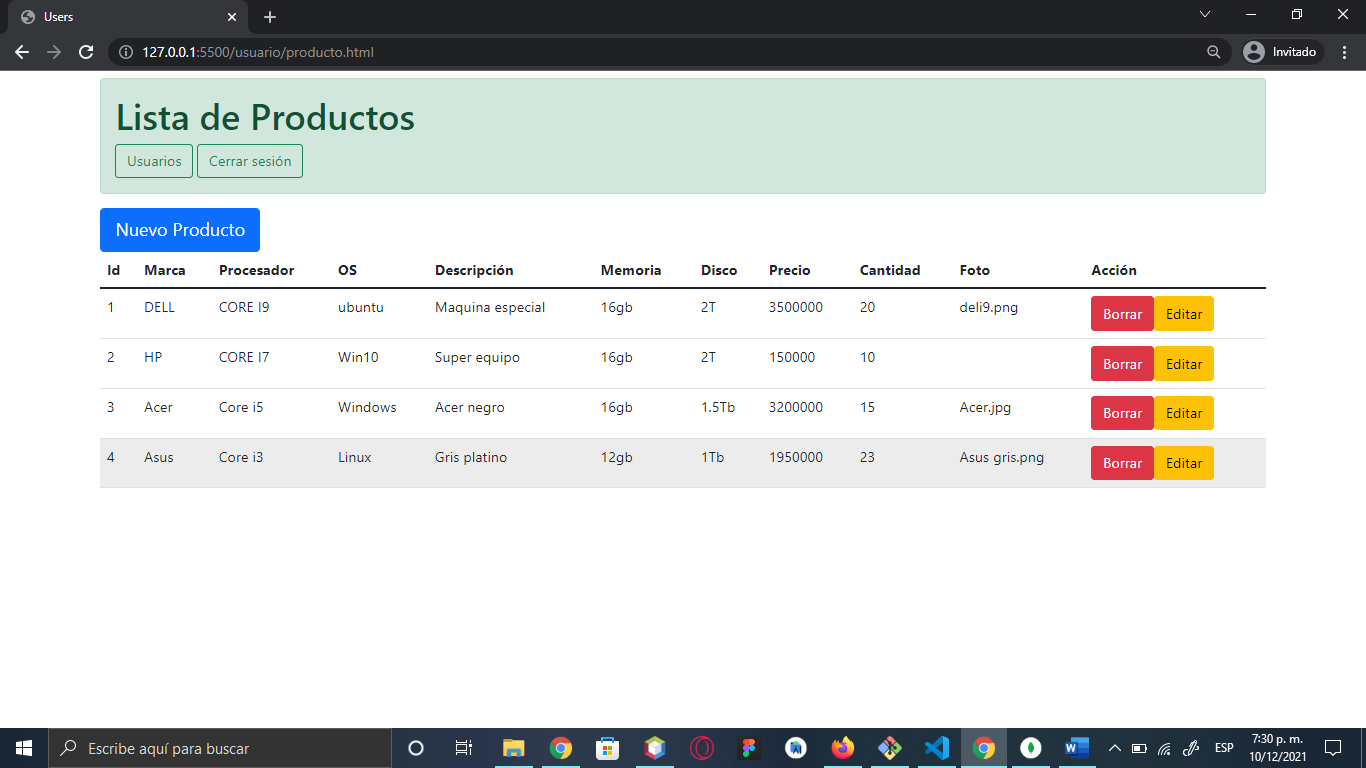 Users
127.0.0.1:5500/usuario/producto.html
Invitado
Lista de Productos
Usuarios Cerrar sesión
Nuevo Producto
Id Marca Procesador OS Descripción Memoria Disco Precio Cantidad Foto Acción
1 DELL CORE I9 ubuntu Maquina especial 16gb 2T 3500000 20 deli9.png Borrar Editar
2 HP CORE I7 Win10 Super equipo 16gb 2T 150000 10 Borrar Editar
3 Acer Core i5 Windows Acer negro 16gb 1.5Tb 3200000 15 Acer.jpg Borrar Editar
4 Asus Core i3 Linux Gris platino 12gb 1Tb 1950000 23 Asus gris.png Borrar Editar
Escribe aquí para buscar
ESP
7:30 p. m.
10/12/2021